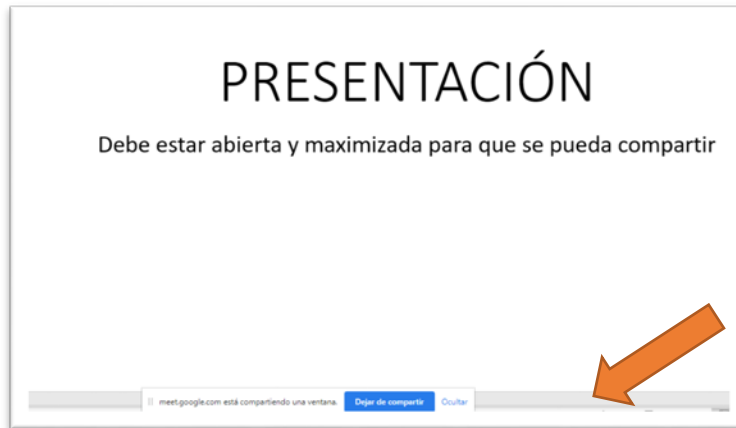 PRESENTACIÓN
Debe estar abierta y maximizada para que se pueda compartir
meet.google.com está compartiendo una ventana. Dejar de compartir Ocultar